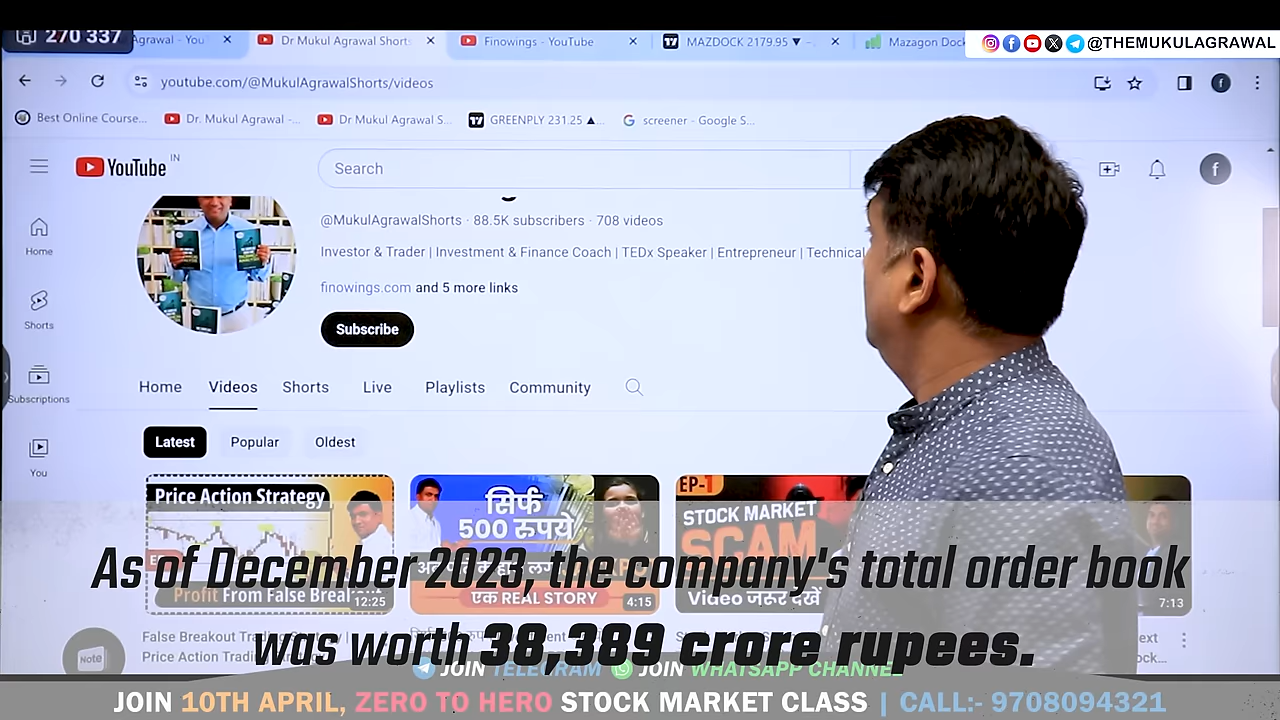 270 337
Agrawal - You
Dr Mukul Agrawal Shorts
Finowings - YouTube
MAZDOCK 2179.95 ▼
Mazagon Dock
@THEMUKULAGRAWAL
youtube.com/@MukulAgrawalShorts/videos
Best Online Course...
Dr. Mukul Agrawal -...
Dr Mukul Agrawal S...
GREENPLY 231.25 ▲...
screener - Google S...
YouTube IN
Search
f
@MukulAgrawalShorts · 88.5K subscribers · 708 videos
Investor & Trader | Investment & Finance Coach | TEDx Speaker | Entrepreneur | Technical
finowings.com and 5 more links
Subscribe
Home
Shorts
Subscriptions
You
Home Videos Shorts Live Playlists Community
Latest Popular Oldest
Price Action Strategy
Profit From False Breakout
12:25
सिर्फ
500 रुपये
एक REAL STORY
4:15
EP-1
STOCK MARKET
SCAM
Video जरूर देखें
7:13
As of December 2023, the company's total order book
was worth 38,389 crore rupees.
False Breakout
Price Action
Note
JOIN TELEGRAM JOIN WHATSAPP CHANNEL
JOIN 10TH APRIL, ZERO TO HERO STOCK MARKET CLASS | CALL:- 9708094321